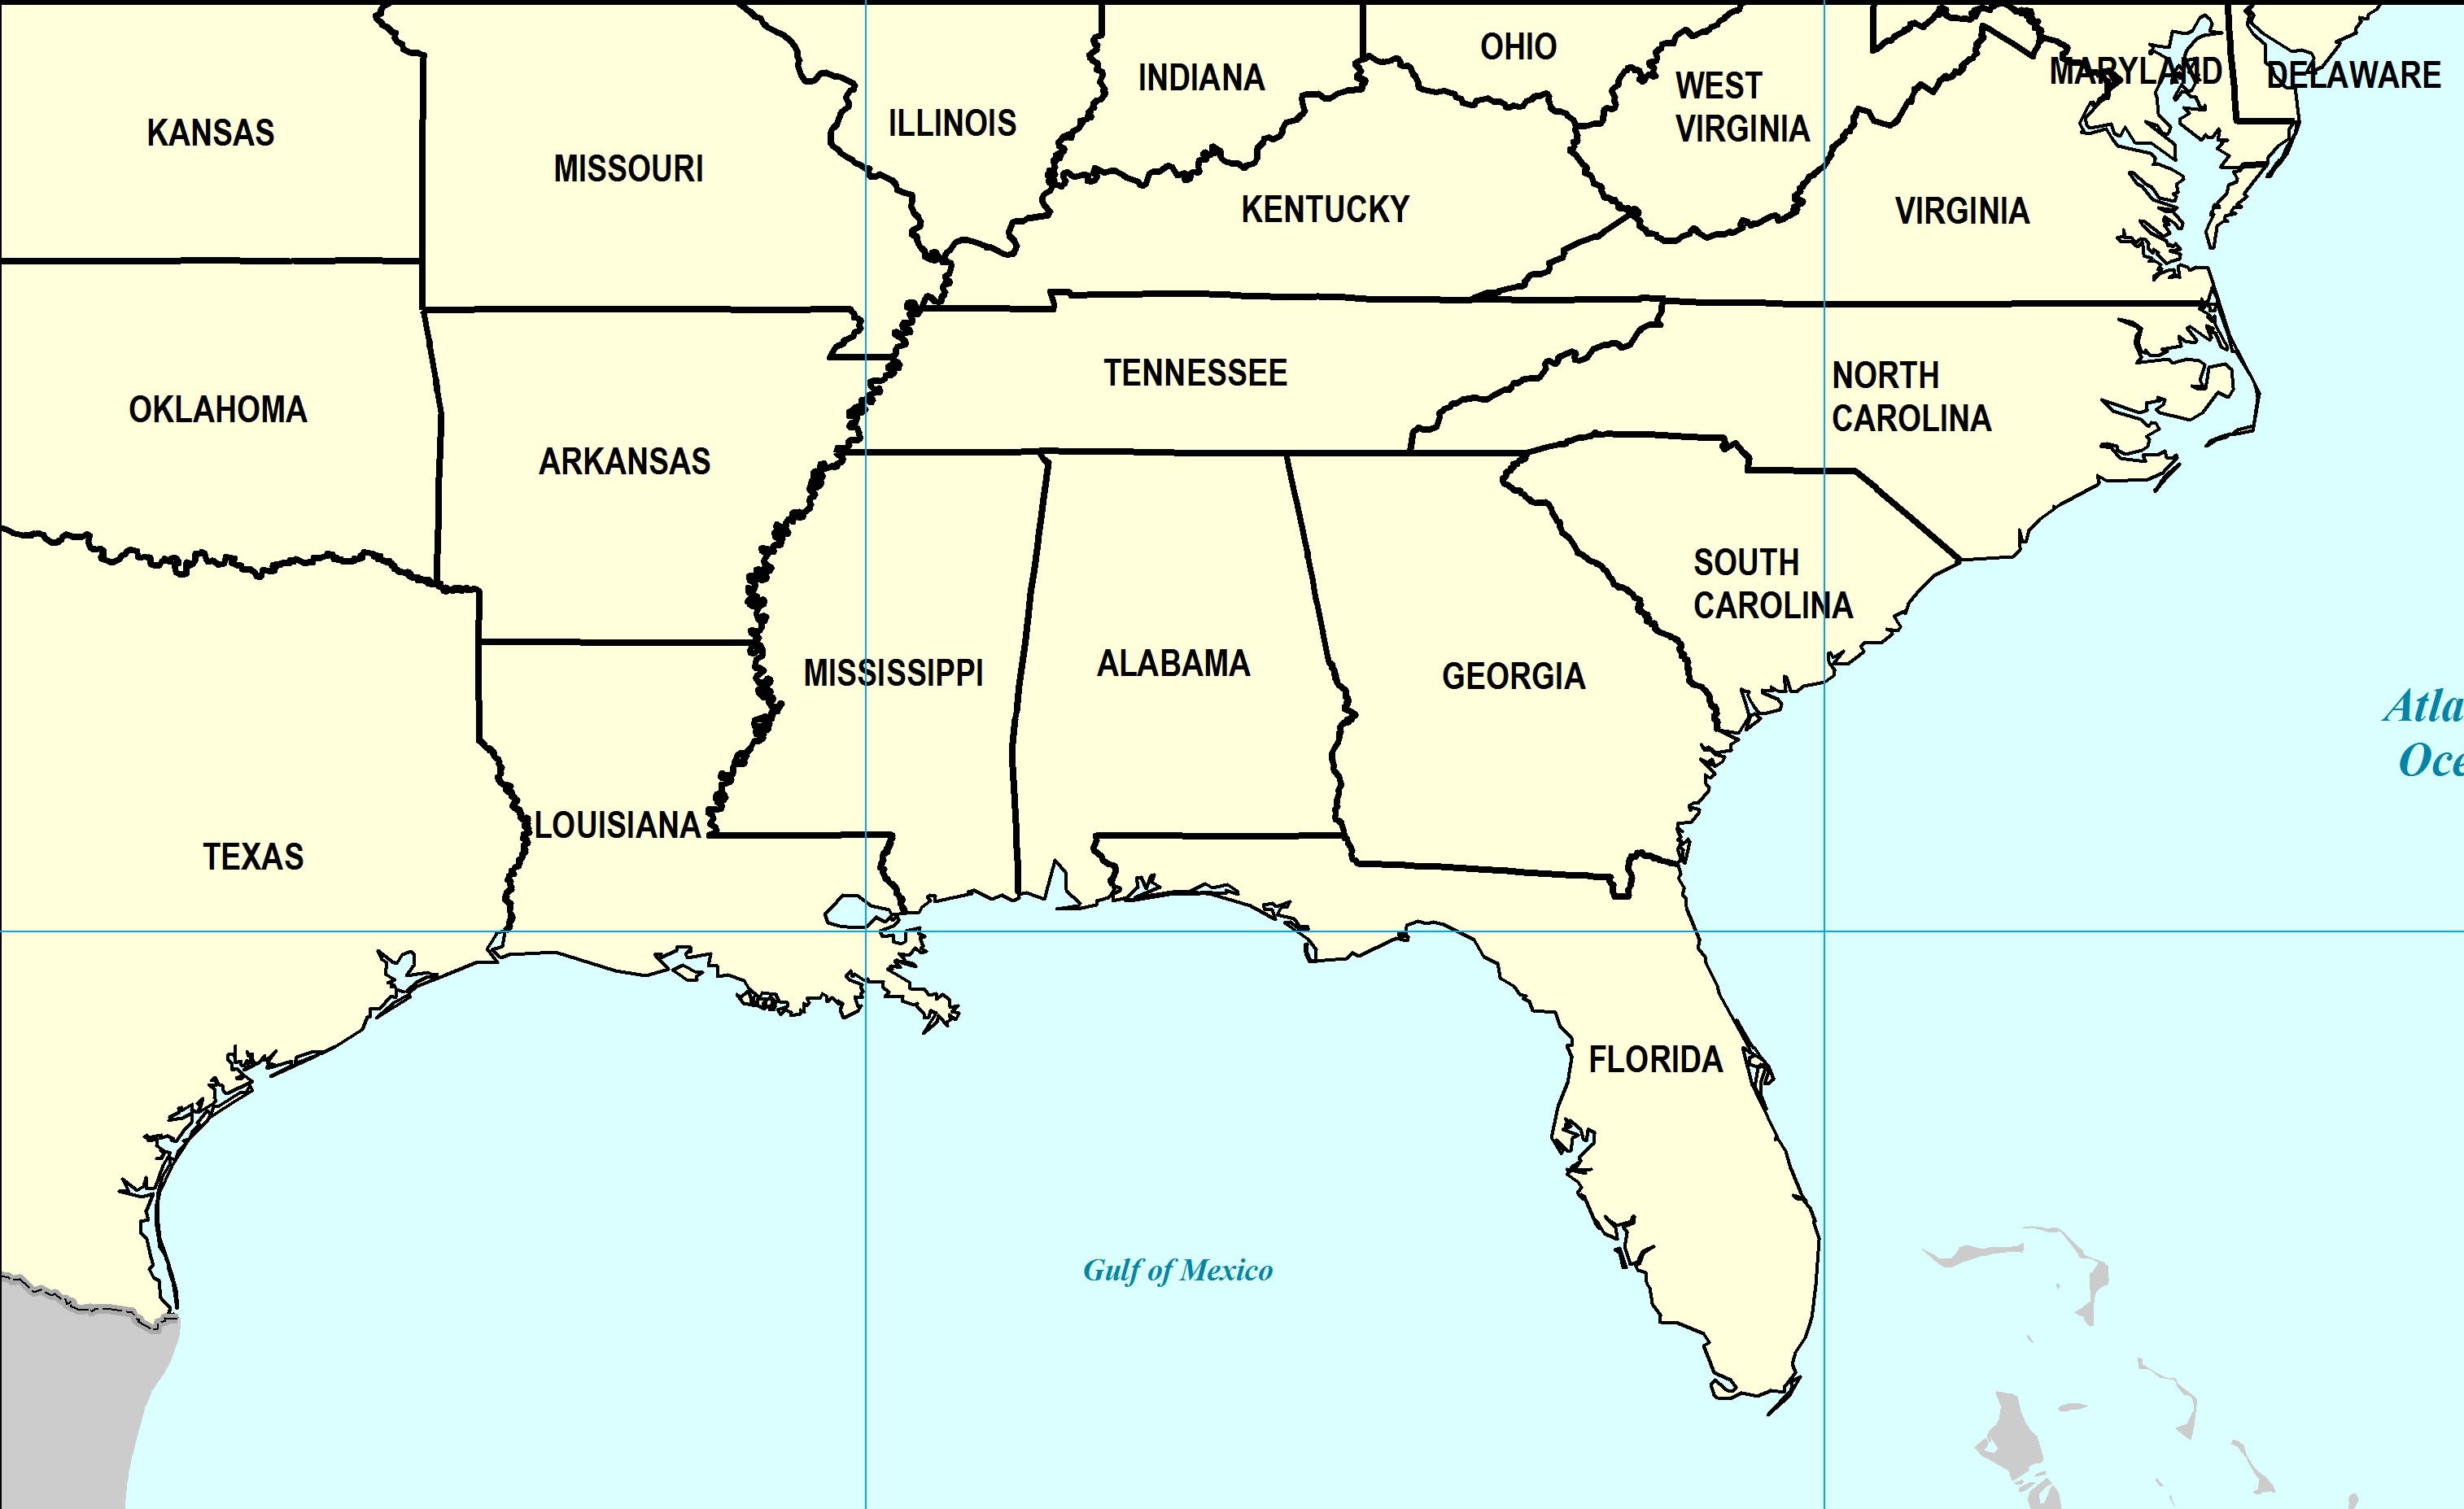 OHIO
INDIANA
WEST
VIRGINIA
MARYLAND
DELAWARE
KANSAS
ILLINOIS
MISSOURI
KENTUCKY
VIRGINIA
TENNESSEE
NORTH
CAROLINA
OKLAHOMA
ARKANSAS
SOUTH
CAROLINA
MISSISSIPPI
ALABAMA
GEORGIA
Atla
Oce
LOUISIANA
TEXAS
FLORIDA
Gulf of Mexico